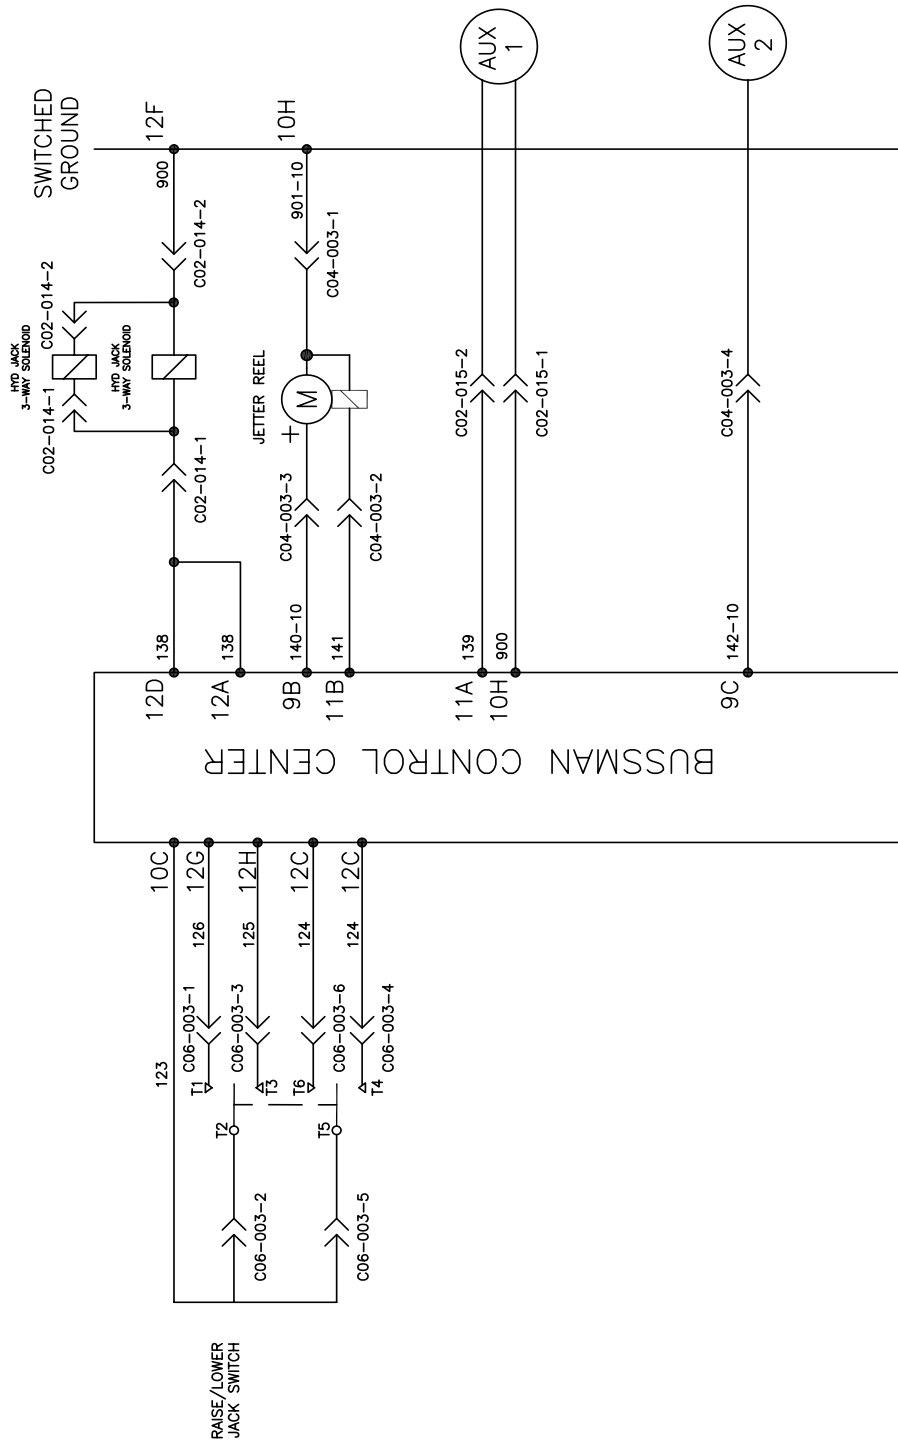 SWITCHED
GROUND
12F
10H
AUX
1
AUX
2
900
901-10
C02-014-2
C02-014-2
C04-003-1
HYD JACK
3-WAY SOLENOID
HYD JACK
3-WAY SOLENOID
C02-014-1
C02-014-1
JETTER REEL
M
+
C04-003-3
C04-003-2
C02-015-2
C02-015-1
C04-003-4
138
138
140-10
141
139
900
142-10
12D
12A
9B
11B
11A
10H
9C
BUSSMAN CONTROL CENTER
10C
12G
12H
12C
12C
123
126
125
124
124
C06-003-1
C06-003-3
C06-003-6
C06-003-4
T1
T3
T6
T4
T2
T5
C06-003-2
C06-003-5
RAISE/LOWER
JACK SWITCH